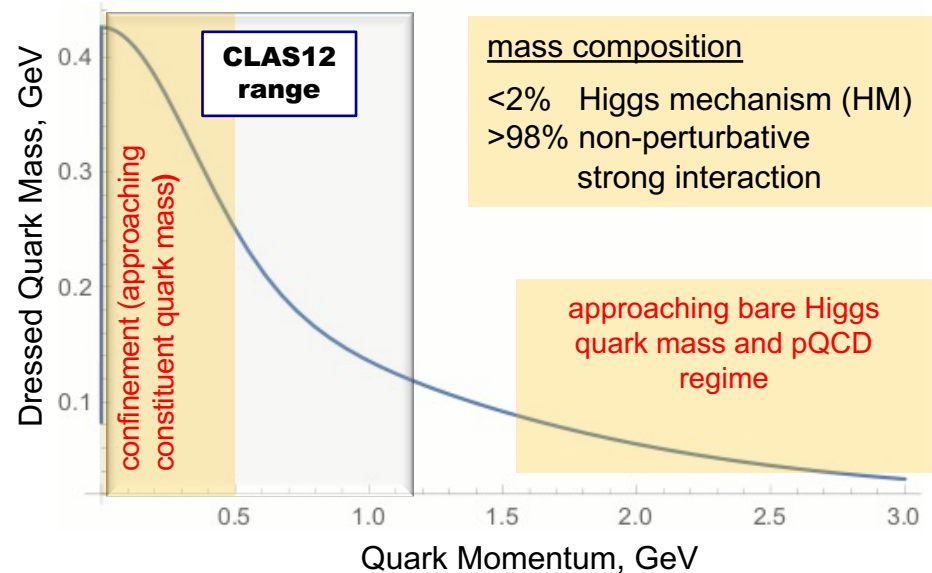 Dressed Quark Mass, GeV
0.4
0.3
0.2
0.1
confinement (approaching
constituent quark mass)
CLAS12
range
mass composition
<2% Higgs mechanism (HM)
>98% non-perturbative
strong interaction
approaching bare Higgs
quark mass and pQCD
regime
0.5
1.0
1.5
2.0
2.5
3.0
Quark Momentum, GeV